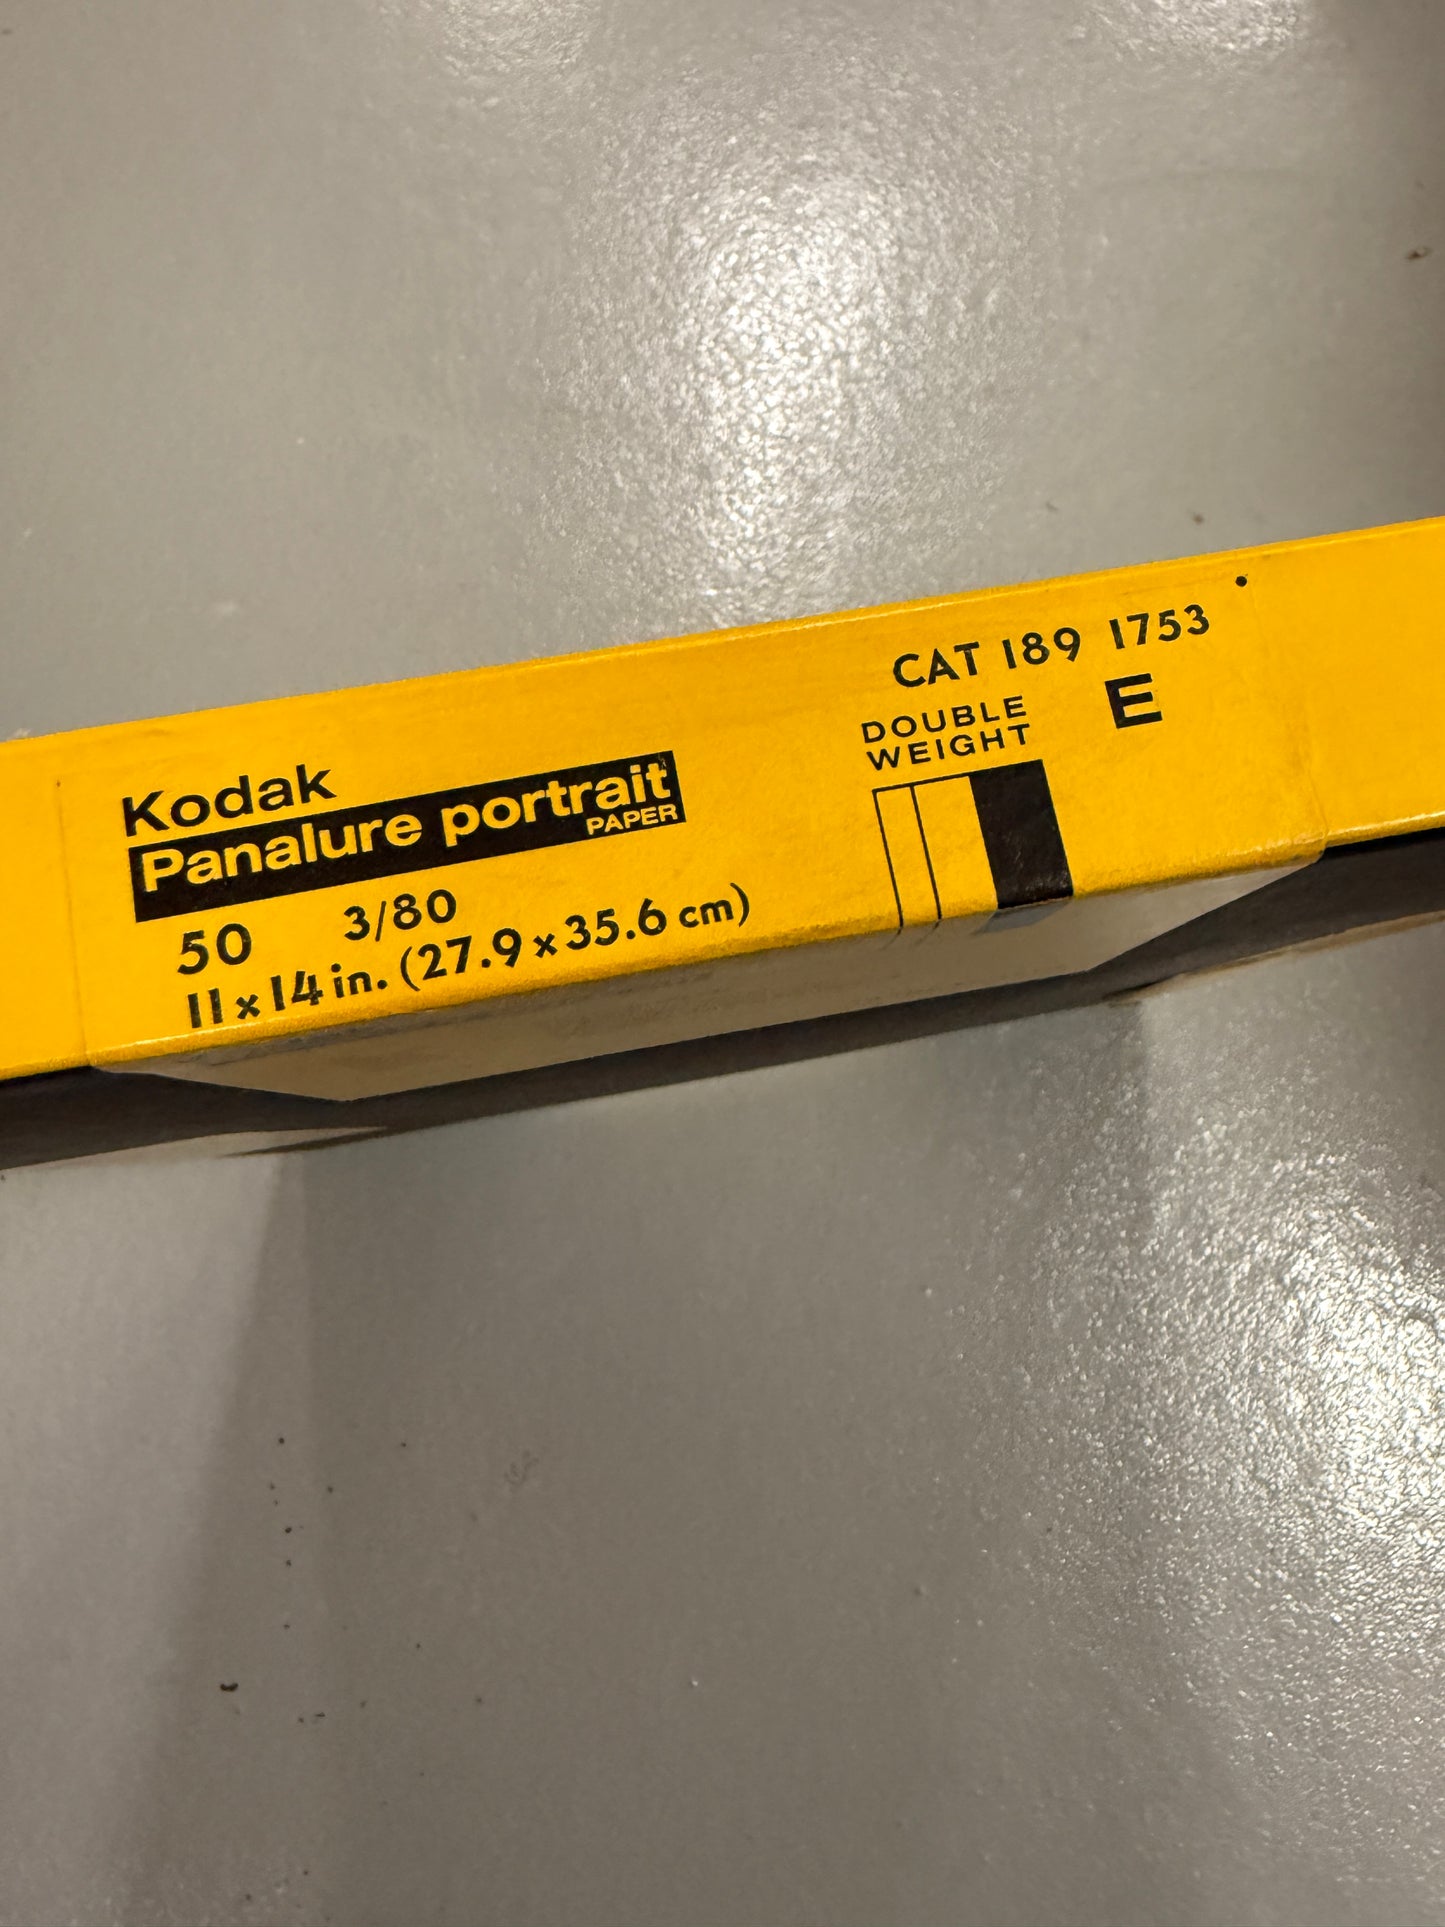 Kodak
Panalure portrait
PAPER
50 3/80
11 x 14 in. (27.9 x 35.6 cm)
CAT 189 1753
DOUBLE
WEIGHT
E